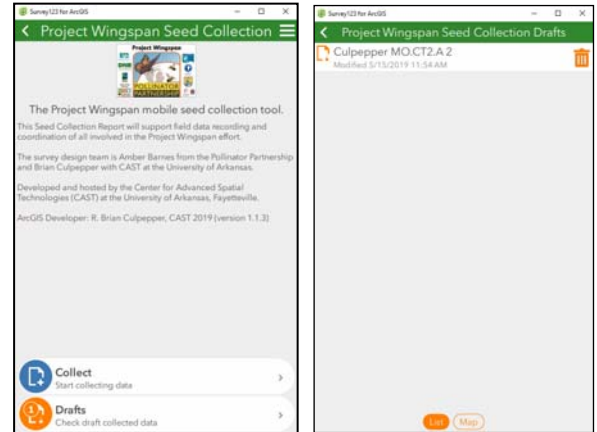 Survey123 for ArcGIS
Project Wingspan Seed Collection
Project Wingspan
POLLINATOR
PARTNERSHIP
The Project Wingspan mobile seed collection tool.
This Seed Collection Report will support field data recording and
coordination of all involved in the Project Wingspan effort.
The survey design team is Amber Barnes from the Pollinator Partnership
and Brian Culpepper with CAST at the University of Arkansas.
Developed and hosted by the Center for Advanced Spatial
Technologies (CAST) at the University of Arkansas, Fayetteville.
ArcGIS Developer: R. Brian Culpepper, CAST 2019 (version 1.1.3)
Collect
Start collecting data
1
Drafts
Check draft collected data
Survey123 for ArcGIS
Project Wingspan Seed Collection Drafts
Culpepper MO.CT2.A 2
Modified 5/13/2019 11:54 AM
List
Map